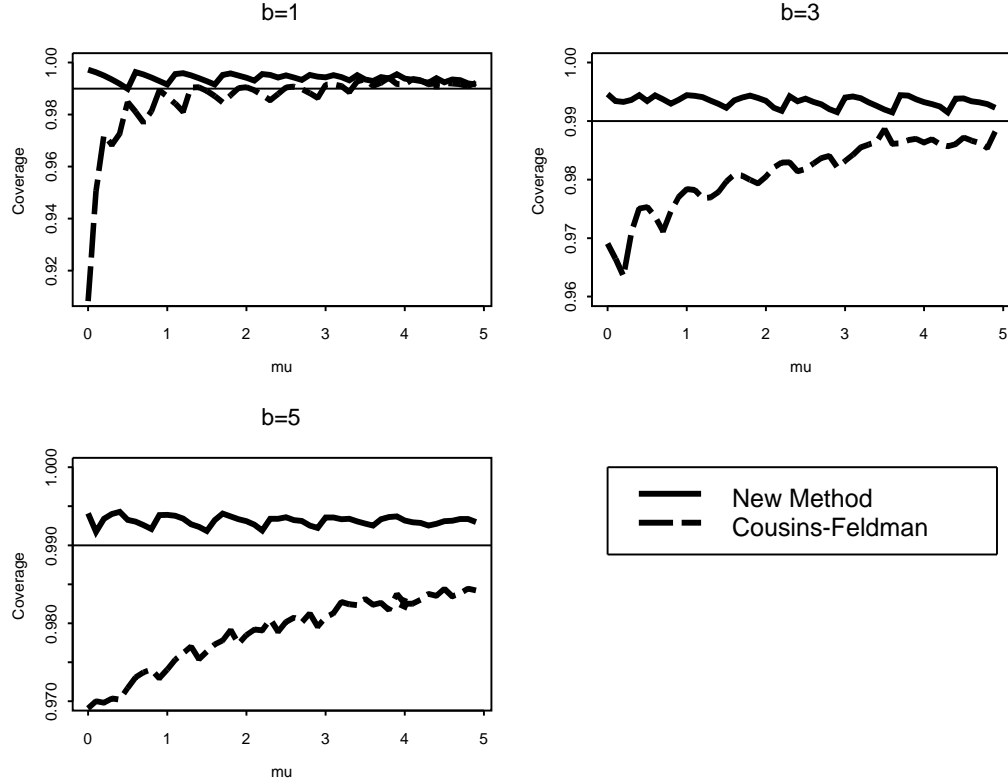 b=1
1.00
0.98
0.96
0.94
0.92
Coverage
0 1 2 3 4 5
mu
b=3
1.00
0.99
0.98
0.97
0.96
Coverage
0 1 2 3 4 5
mu
b=5
1.000
0.990
0.980
0.970
Coverage
0 1 2 3 4 5
mu
New Method
Cousins-Feldman